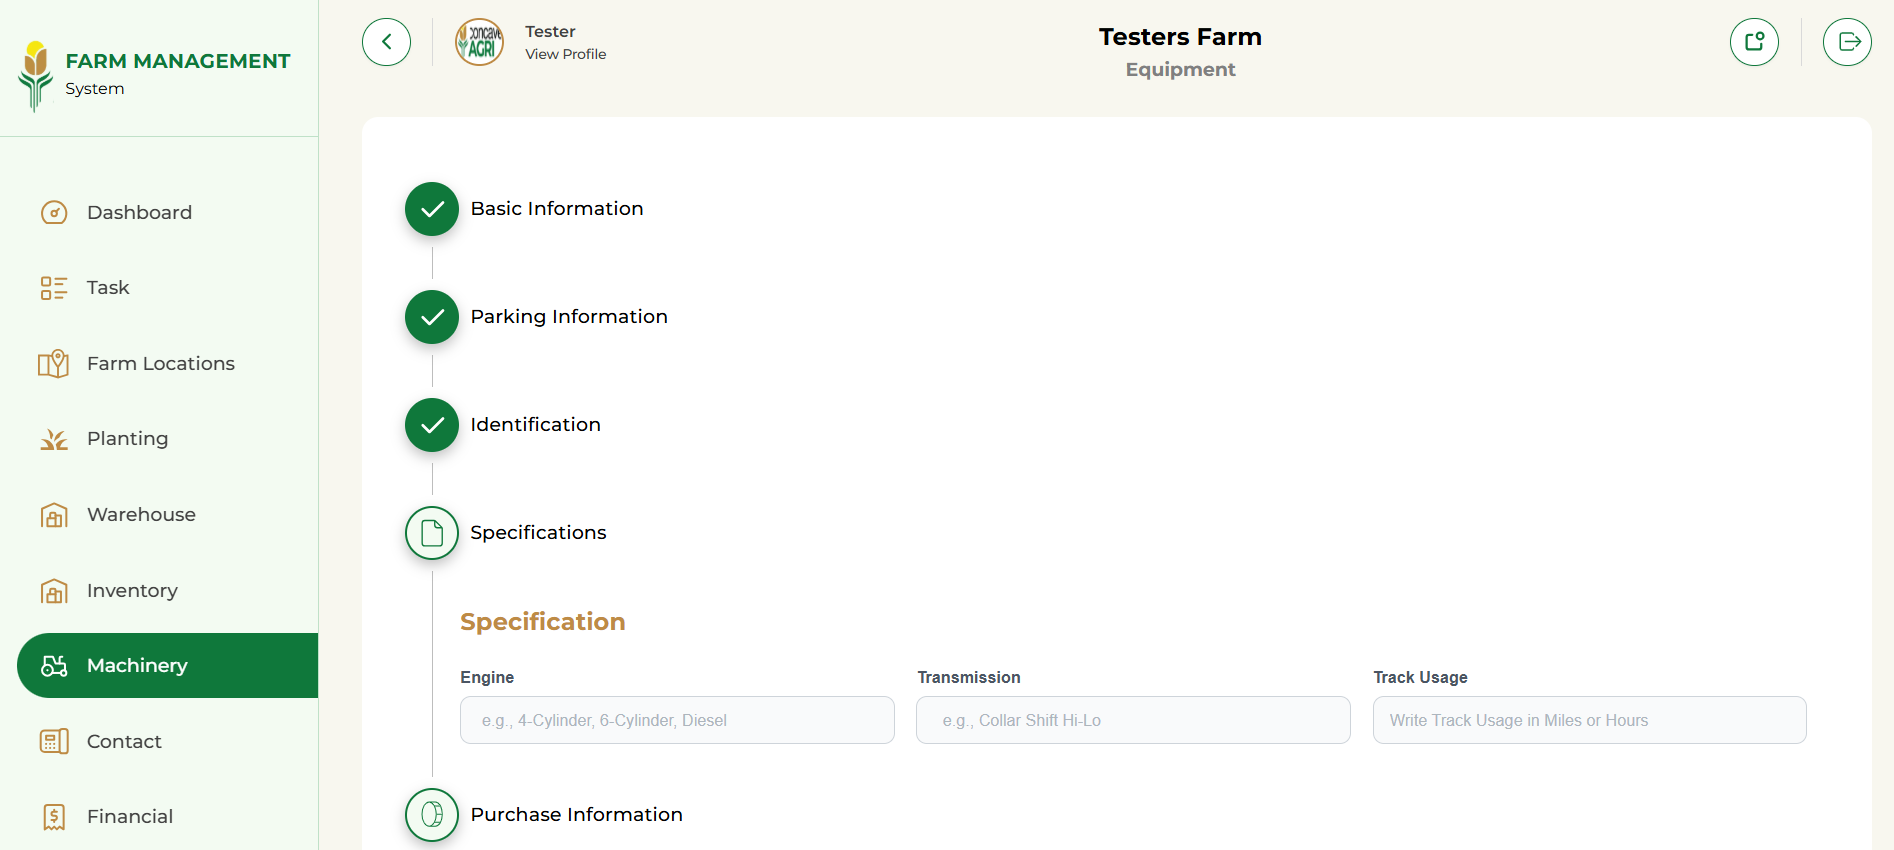 FARM MANAGEMENT
System
Dashboard
Task
Farm Locations
Planting
Warehouse
Inventory
Machinery
Contact
Financial
CONCAVE
AGRI
Tester
View Profile
Testers Farm
Equipment
Basic Information
Parking Information
Identification
Specifications
Specification
Engine
e.g., 4-Cylinder, 6-Cylinder, Diesel
Transmission
e.g., Collar Shift Hi-Lo
Track Usage
Write Track Usage in Miles or Hours
Purchase Information